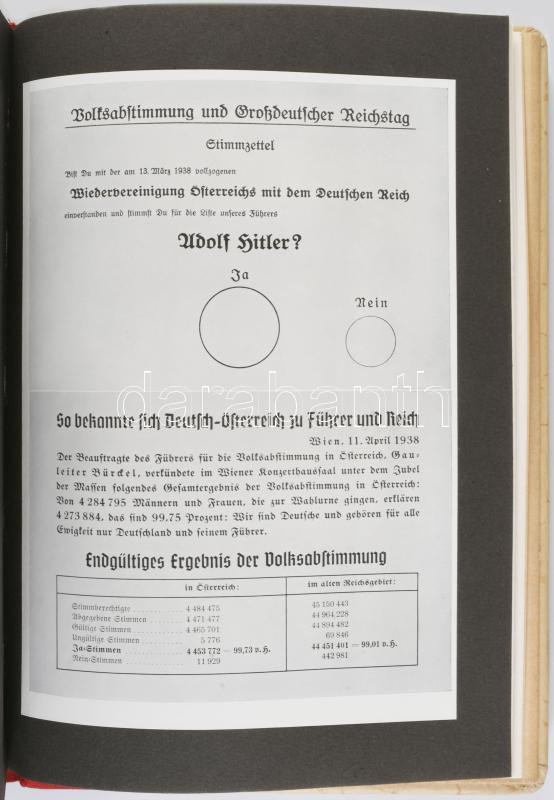 Volksabstimmung und Großdeutscher Reichstag
Stimmzettel
Bist Du mit der am 13. März 1938 vollzogenen
Wiedervereinigung Österreichs mit dem Deutschen Reich
einverstanden und stimmst Du für die Liste unseres Führers
Adolf Hitler?
Ja
Nein
darabanth
So bekannte sich Deutsch-Österreich zu Führer und Reich
Wien, 11. April 1938
Der Beauftragte des Führers für die Volksabstimmung in Österreich, Gau-
leiter Bürckel, verkündete im Wiener Konzerthaussaal unter dem Jubel
der Massen folgendes Gesamtergebnis der Volksabstimmung in Österreich:
Von 4 284 795 Männern und Frauen, die zur Wahlurne gingen, erklären
4 273 884, das sind 99,75 Prozent: Wir sind Deutsche und gehören für alle
Ewigkeit nur Deutschland und seinem Führer.
Endgültiges Ergebnis der Volksabstimmung
in Österreich: im alten Reichsgebiet:
Stimmberechtigte 4 484 475 45 150 443
Abgegebene Stimmen 4 471 477 44 964 228
Gültige Stimmen 4 465 701 44 894 482
Ungültige Stimmen 5 776 69 846
Ja-Stimmen 4 453 772 = 99,73 v. H. 44 451 401 = 99,01 v. H.
Nein-Stimmen 11 929 442 981